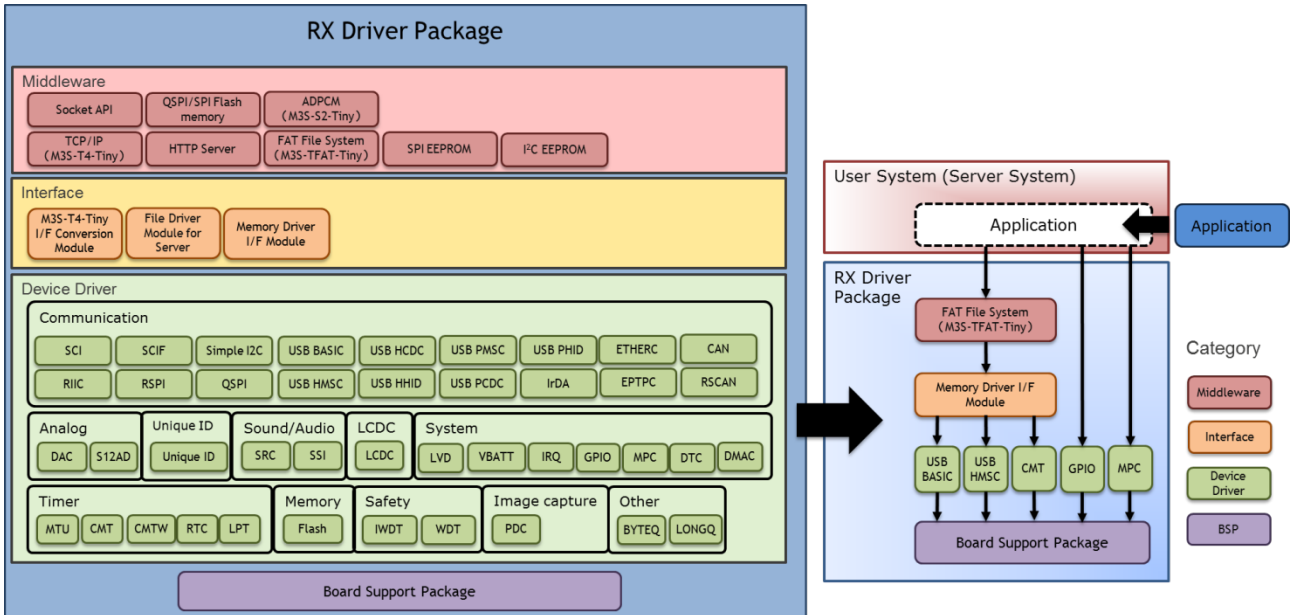 RX Driver Package
Middleware
Socket API
QSPI/SPI Flash
memory
ADPCM
(M3S-S2-Tiny)
TCP/IP
(M3S-T4-Tiny)
HTTP Server
FAT File System
(M3S-TFAT-Tiny)
SPI EEPROM
I²C EEPROM
Interface
M3S-T4-Tiny
I/F Conversion
Module
File Driver
Module for
Server
Memory Driver
I/F Module
Device Driver
Communication
SCI
SCIF
Simple I2C
USB BASIC
USB HCDC
USB PMSC
USB PHID
ETHERC
CAN
RIIC
RSPI
QSPI
USB HMSC
USB HHID
USB PCDC
IrDA
EPTPC
RSCAN
Analog
DAC
S12AD
Unique ID
Unique ID
Sound/Audio
SRC
SSI
LCDC
LCDC
System
LVD
VBATT
IRQ
GPIO
MPC
DTC
DMAC
Timer
MTU
CMT
CMTW
RTC
LPT
Memory
Flash
Safety
IWDT
WDT
Image capture
PDC
Other
BYTEQ
LONGQ
Board Support Package
User System (Server System)
Application
Application
RX Driver
Package
FAT File System
(M3S-TFAT-Tiny)
Memory Driver I/F
Module
USB
BASIC
USB
HMSC
CMT
GPIO
MPC
Board Support Package
Category
Middleware
Interface
Device
Driver
BSP